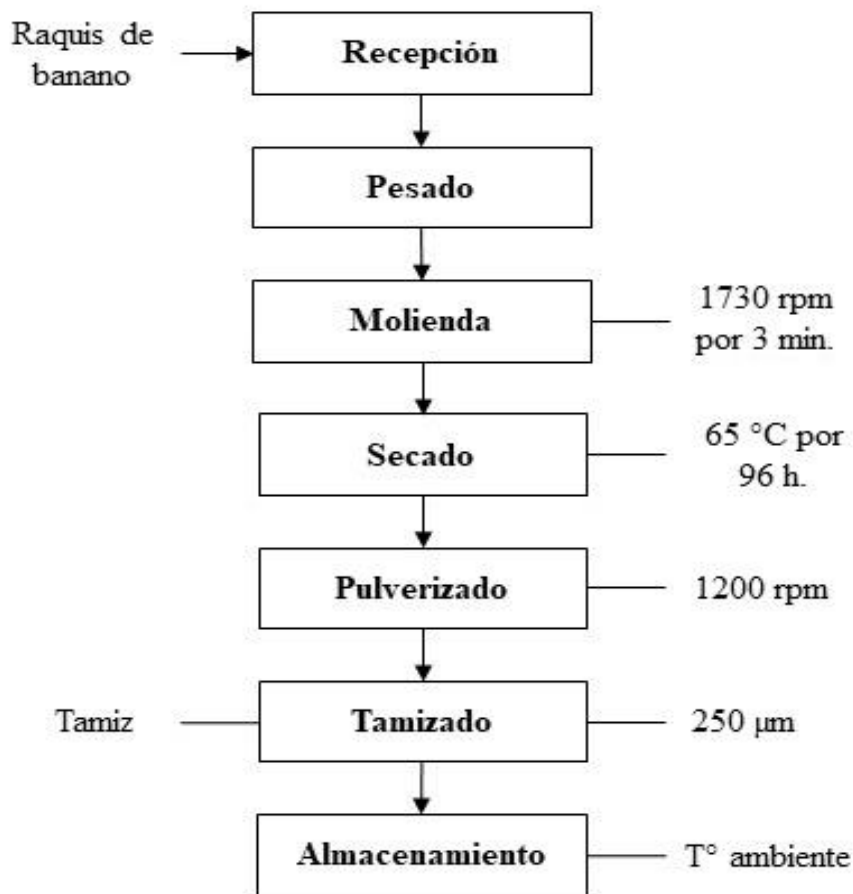 Raquis de
banano
Recepción
Pesado
Molienda
1730 rpm
por 3 min.
Secado
65 °C por
96 h.
Pulverizado
1200 rpm
Tamiz
Tamizado
250 µm
Almacenamiento
T° ambiente